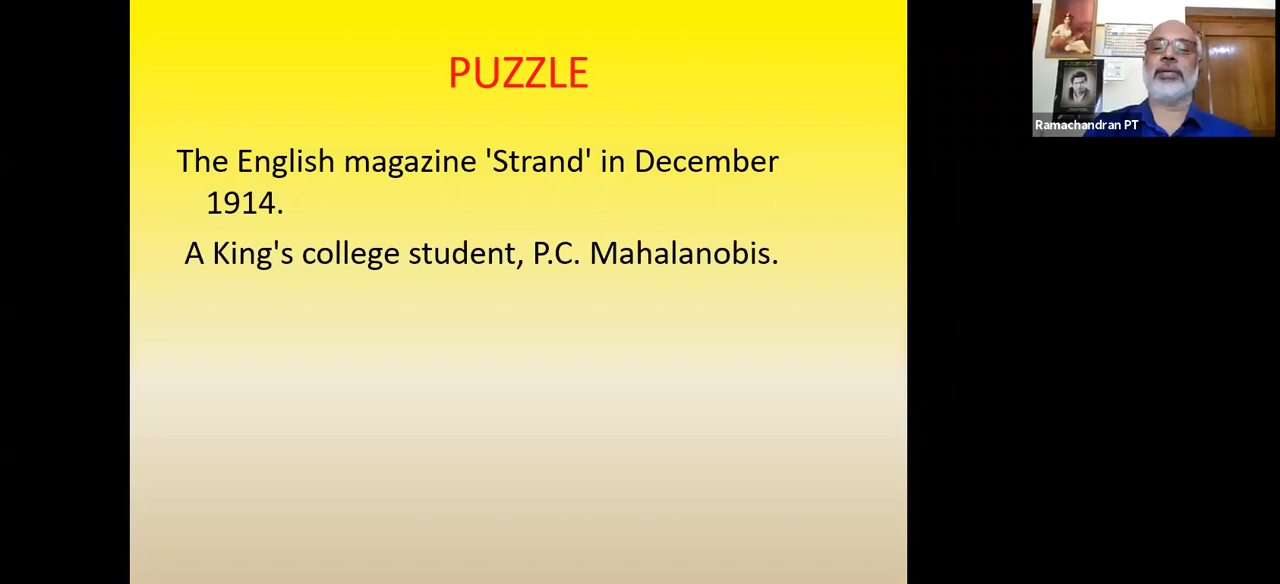 PUZZLE
The English magazine 'Strand' in December
1914.
A King's college student, P.C. Mahalanobis.
Ramachandran PT